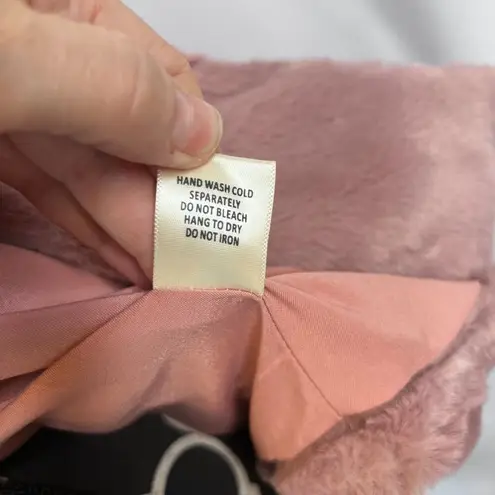 HAND WASH COLD
SEPARATELY
DO NOT BLEACH
HANG TO DRY
DO NOT IRON